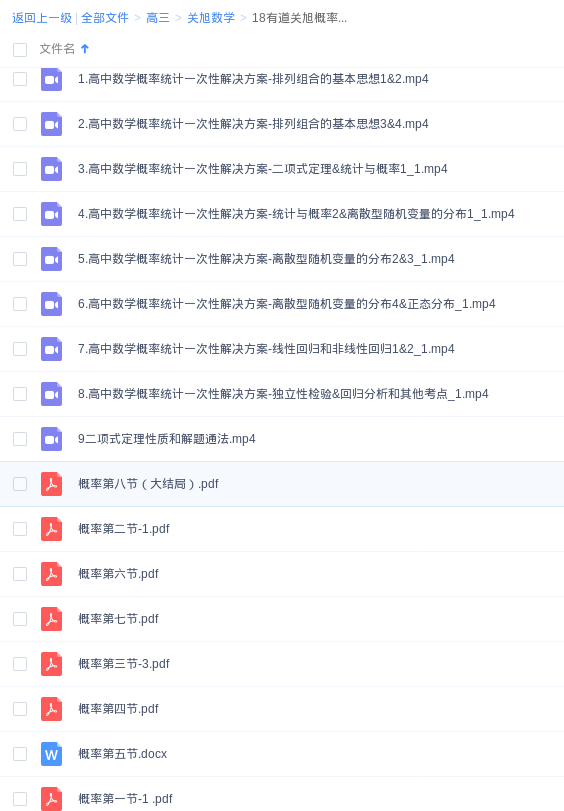 返回上一级 | 全部文件 > 高三 > 关旭数学 > 18有道关旭概率...
文件名
1.高中数学概率统计一次性解决方案-排列组合的基本思想1&2.mp4
2.高中数学概率统计一次性解决方案-排列组合的基本思想3&4.mp4
3.高中数学概率统计一次性解决方案-二项式定理&统计与概率1_1.mp4
4.高中数学概率统计一次性解决方案-统计与概率2&离散型随机变量的分布1_1.mp4
5.高中数学概率统计一次性解决方案-离散型随机变量的分布2&3_1.mp4
6.高中数学概率统计一次性解决方案-离散型随机变量的分布4&正态分布_1.mp4
7.高中数学概率统计一次性解决方案-线性回归和非线性回归1&2_1.mp4
8.高中数学概率统计一次性解决方案-独立性检验&回归分析和其他考点_1.mp4
9二项式定理性质和解题通法.mp4
概率第八节（大结局）.pdf
概率第二节-1.pdf
概率第六节.pdf
概率第七节.pdf
概率第三节-3.pdf
概率第四节.pdf
W 概率第五节.docx
概率第一节-1 .pdf